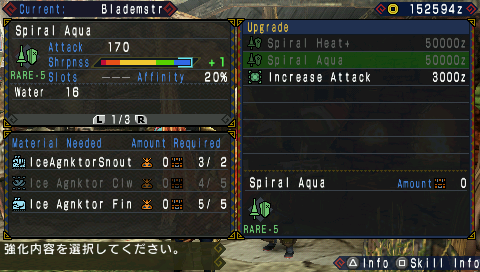 Current: Blademstr
152594z
Spiral Aqua
Attack 170
Shrpnss +1
RARE-5 Slots --- Affinity 20%
Water 16
L 1/3 R
Material Needed Amount Required
IceAgnktorSnout 0 3/ 2
Ice Agnktor Clw 0 4/ 5
Ice Agnktor Fin 0 5/ 5
Upgrade
Spiral Heat+ 50000z
Spiral Aqua 50000z
Increase Attack 3000z
Spiral Aqua Amount 0
RARE-5
強化内容を選択してください。
Info Skill Info